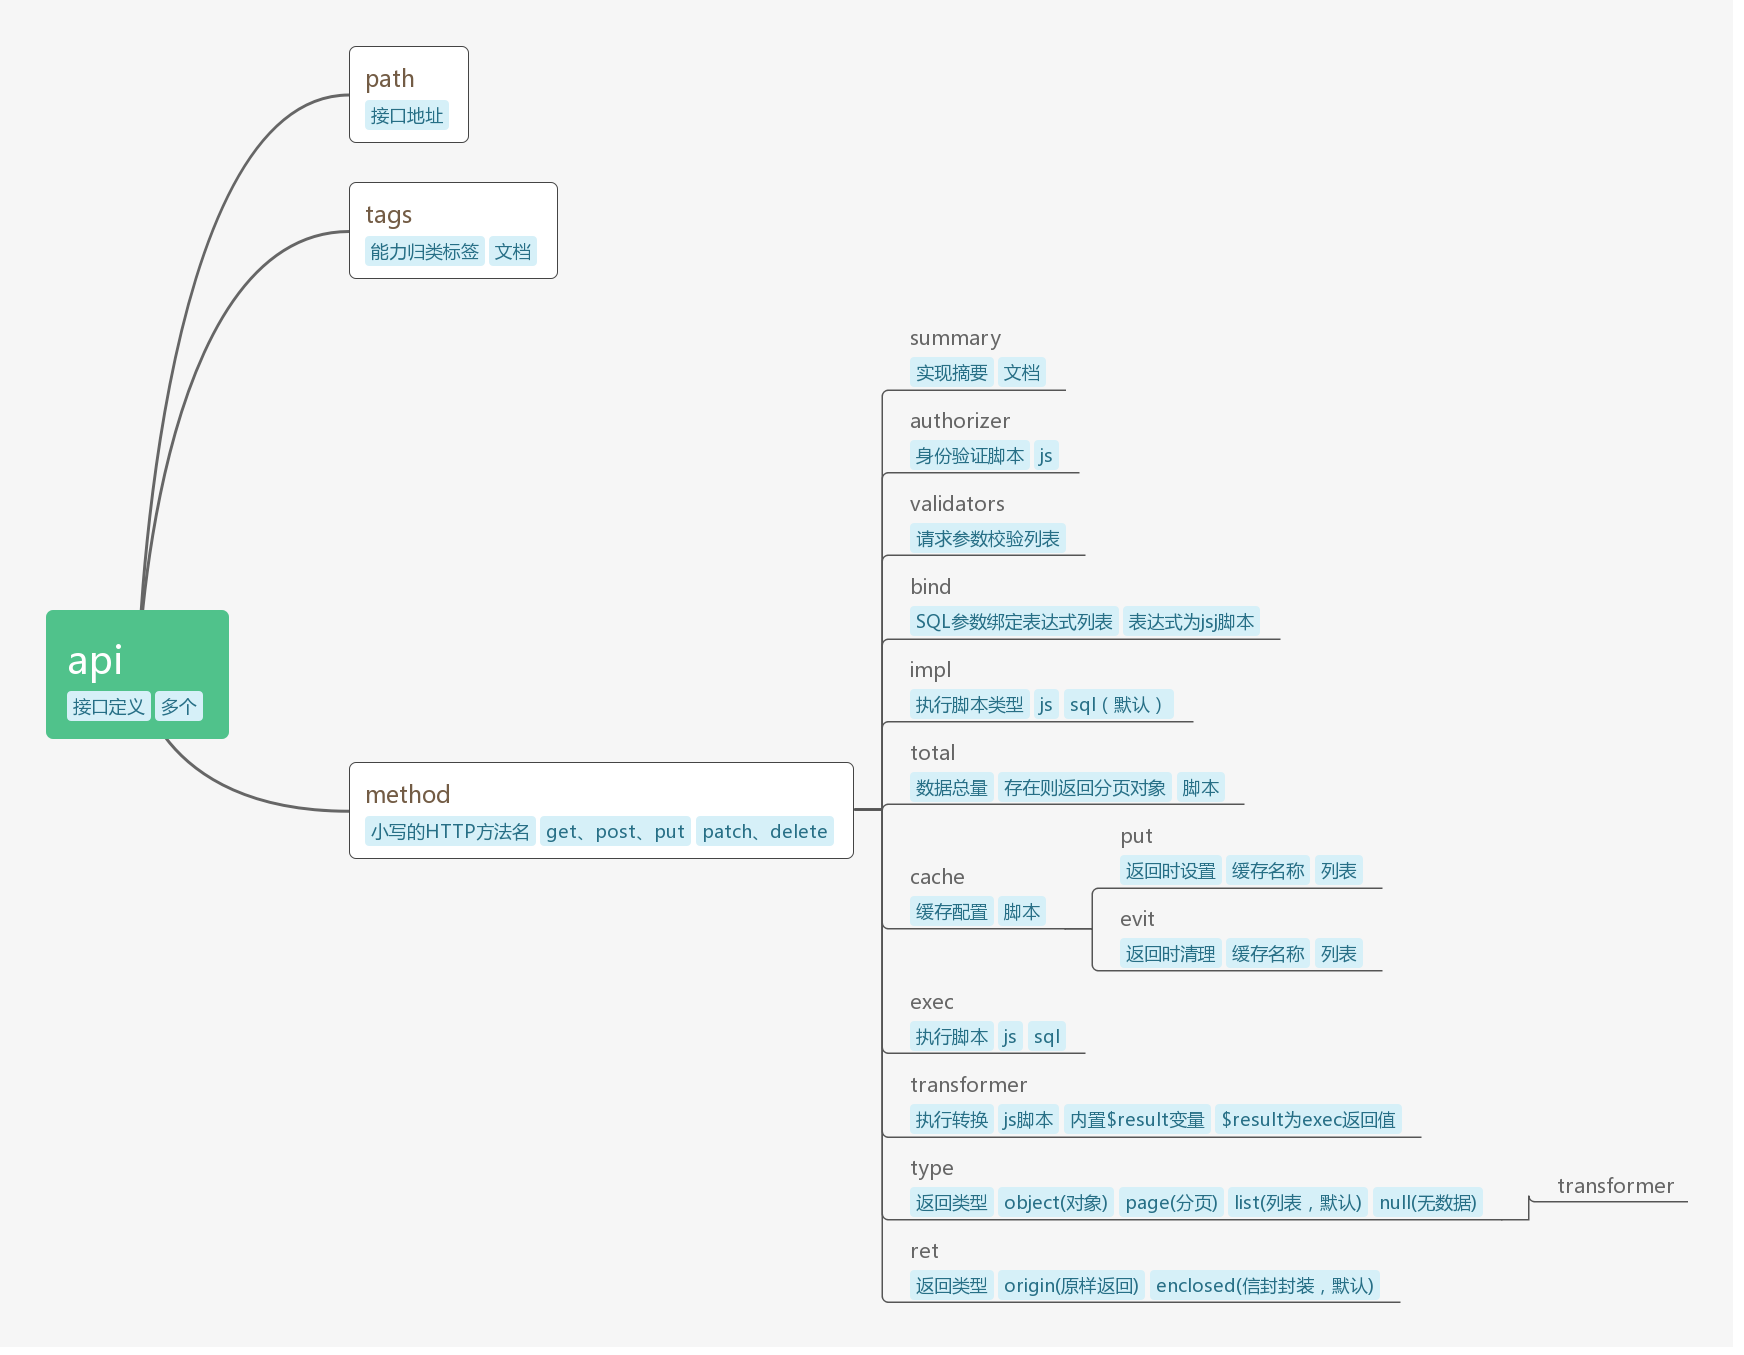 path
接口地址
tags
能力归类标签 文档
api
接口定义 多个
method
小写的HTTP方法名 get、post、put patch、delete
summary
实现摘要 文档
authorizer
身份验证脚本 js
validators
请求参数校验列表
bind
SQL参数绑定表达式列表 表达式为jsj脚本
impl
执行脚本类型 js sql（默认）
total
数据总量 存在则返回分页对象 脚本
cache
缓存配置 脚本
put
返回时设置 缓存名称 列表
evit
返回时清理 缓存名称 列表
exec
执行脚本 js sql
transformer
执行转换 js脚本 内置$result变量 $result为exec返回值
type
返回类型 object(对象) page(分页) list(列表，默认) null(无数据)
transformer
ret
返回类型 origin(原样返回) enclosed(信封封装，默认)